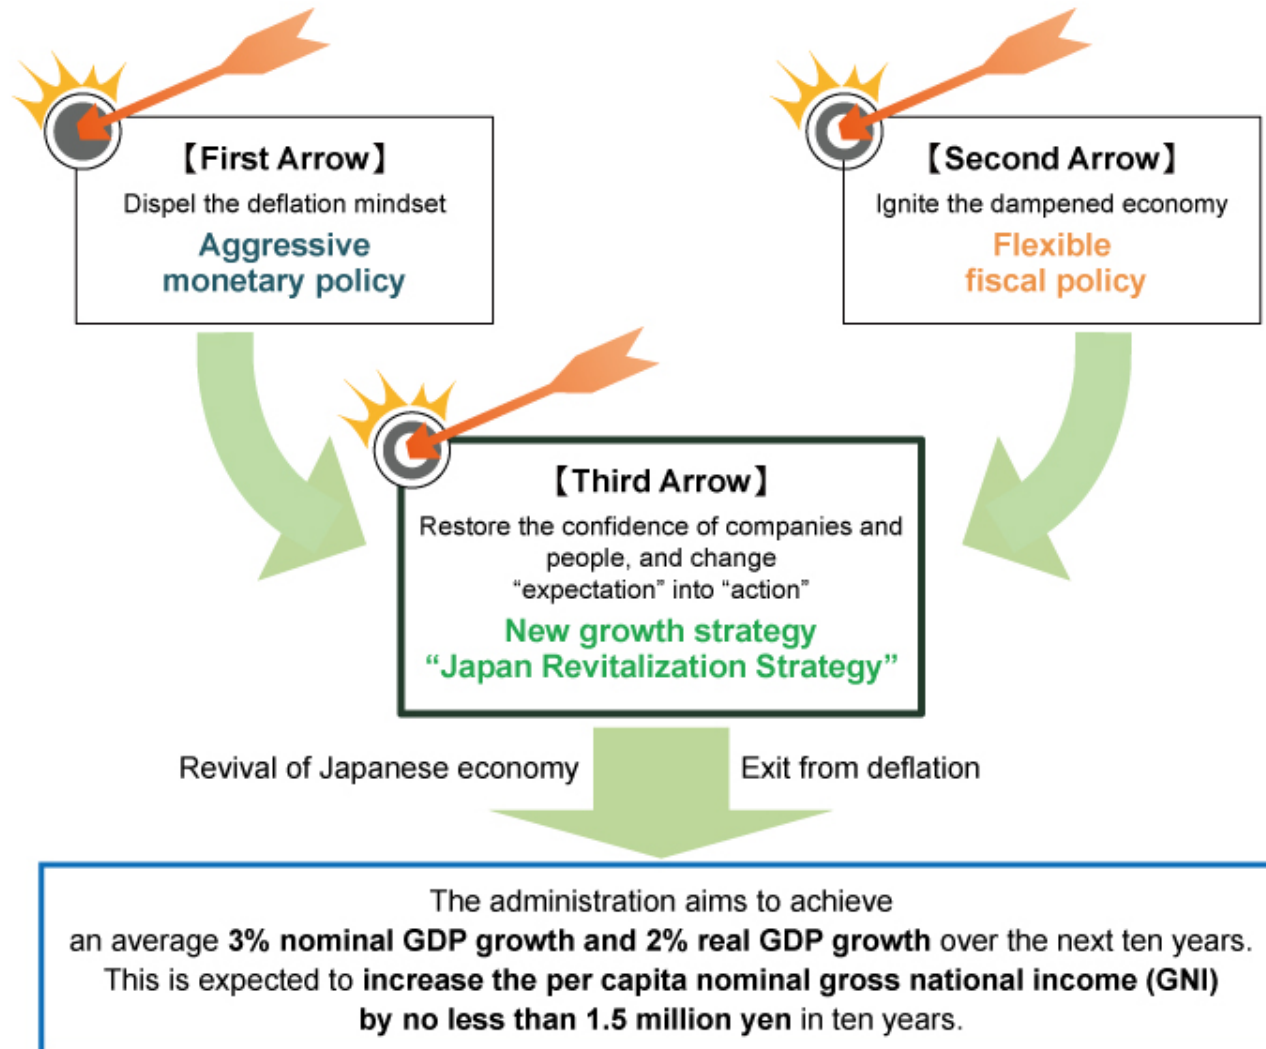 【First Arrow】
Dispel the deflation mindset
Aggressive
monetary policy
【Second Arrow】
Ignite the dampened economy
Flexible
fiscal policy
【Third Arrow】
Restore the confidence of companies and
people, and change
“expectation” into “action”
New growth strategy
“Japan Revitalization Strategy”
Revival of Japanese economy
Exit from deflation
The administration aims to achieve
an average 3% nominal GDP growth and 2% real GDP growth over the next ten years.
This is expected to increase the per capita nominal gross national income (GNI)
by no less than 1.5 million yen in ten years.